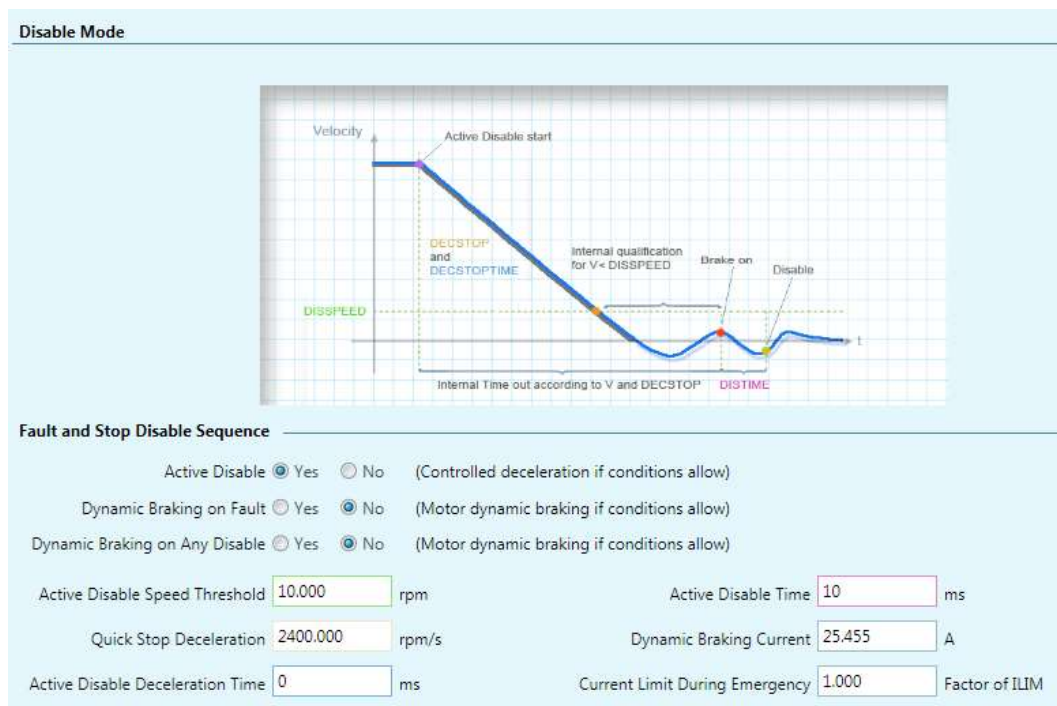 Disable Mode
Velocity
Active Disable start
DECSTOP
and
DECSTOPTIME
Internal qualification
for V< DISSPEED
Brake on
Disable
DISSPEED
t
Internal Time out according to V and DECSTOP
DISTIME
Fault and Stop Disable Sequence
Active Disable Yes No (Controlled deceleration if conditions allow)
Dynamic Braking on Fault Yes No (Motor dynamic braking if conditions allow)
Dynamic Braking on Any Disable Yes No (Motor dynamic braking if conditions allow)
Active Disable Speed Threshold 10.000 rpm
Active Disable Time 10 ms
Quick Stop Deceleration 2400.000 rpm/s
Dynamic Braking Current 25.455 A
Active Disable Deceleration Time 0 ms
Current Limit During Emergency 1.000 Factor of ILIM